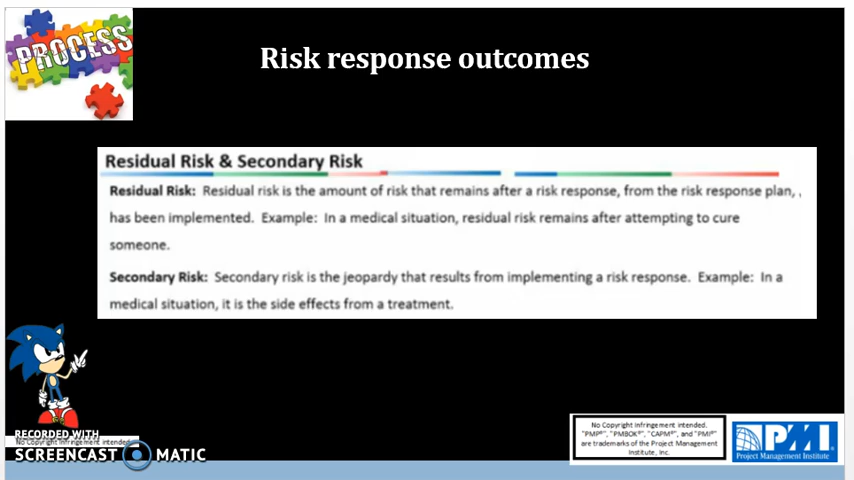 PROCESS
Risk response outcomes
Residual Risk & Secondary Risk
Residual Risk: Residual risk is the amount of risk that remains after a risk response, from the risk response plan, ,
has been implemented. Example: In a medical situation, residual risk remains after attempting to cure
someone.
Secondary Risk: Secondary risk is the jeopardy that results from implementing a risk response. Example: In a
medical situation, it is the side effects from a treatment.
RECORDED WITH
No Copyright Infringement intended.
SCREENCAST MATIC
No Copyright Infringement intended.
"PMP®", "PMBOK®", "CAPM®", and "PMI®"
are trademarks of the Project Management
Institute, Inc.
PMI
Project Management Institute